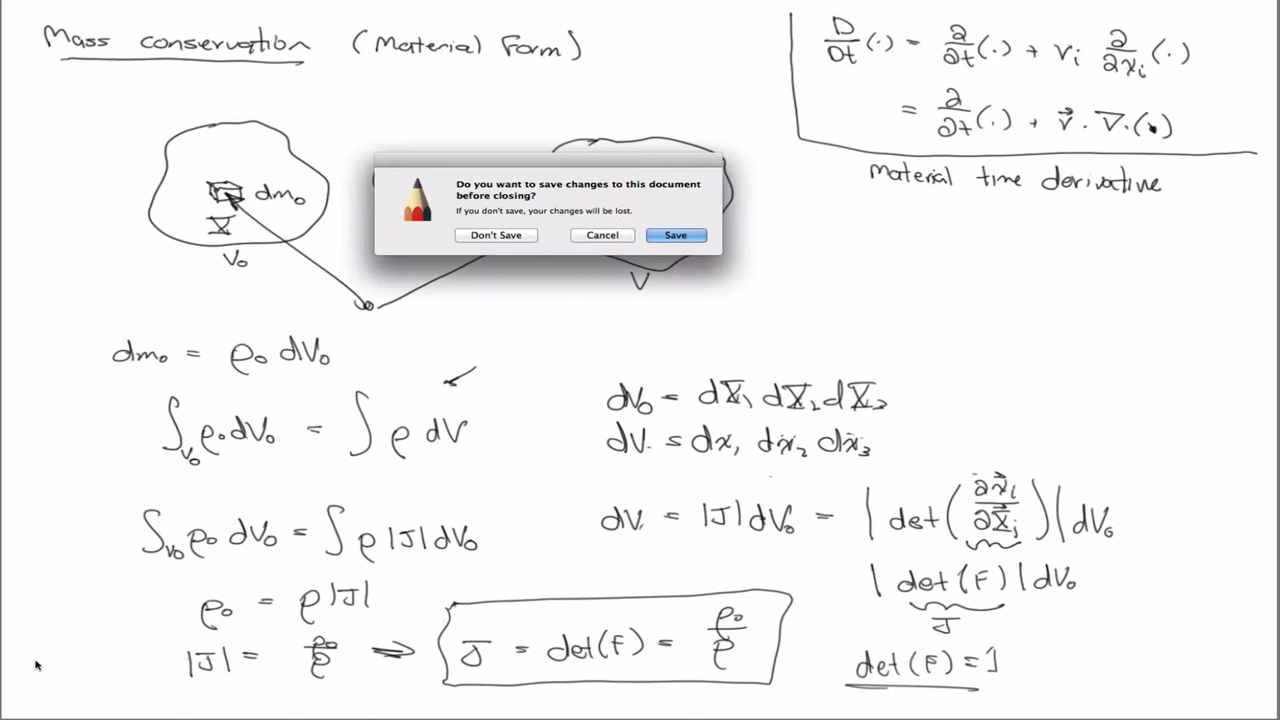 Mass conservation (Material Form)
D/Dt (·) = ∂/∂t (·) + vᵢ ∂/∂xᵢ (·)
= ∂/∂t (·) + v⃗ · ∇·(·)
material time derivative
dm₀
X
V₀
Do you want to save changes to this document
before closing?
If you don't save, your changes will be lost.
Don't Save
Cancel
Save
V
dm₀ = ρ₀ dV₀
∫V₀ ρ₀ dV₀ = ∫ ρ dV
∫V₀ ρ₀ dV₀ = ∫ ρ |J| dV₀
ρ₀ = ρ |J|
|J| = ρ₀/ρ ⇒ J = det(F) = ρ₀/ρ
dV₀ = dX₁ dX₂ dX₃
dV = dx₁ dx₂ dx₃
dV = |J| dV₀ = | det( ∂x⃗ᵢ/∂X⃗ⱼ ) | dV₀
| det(F) | dV₀
J
det(F) = 1